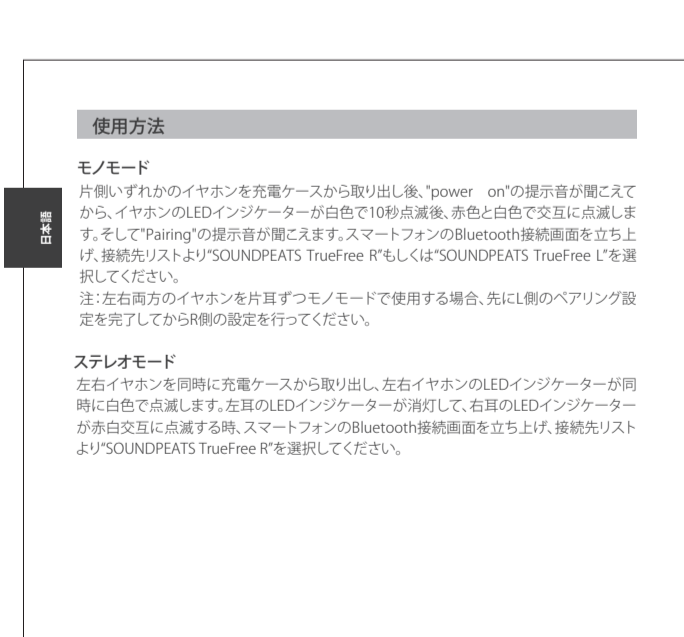 使用方法
日本語
モノモード
片側いずれかのイヤホンを充電ケースから取り出し後、"power on"の提示音が聞こえて
から、イヤホンのLEDインジケーターが白色で10秒点滅後、赤色と白色で交互に点滅しま
す。そして"Pairing"の提示音が聞こえます。スマートフォンのBluetooth接続画面を立ち上
げ、接続先リストより“SOUNDPEATS TrueFree R”もしくは“SOUNDPEATS TrueFree L”を選
択してください。
注：左右両方のイヤホンを片耳ずつモノモードで使用する場合、先にL側のペアリング設
定を完了してからR側の設定を行ってください。
ステレオモード
左右イヤホンを同時に充電ケースから取り出し、左右イヤホンのLEDインジケーターが同
時に白色で点滅します。左耳のLEDインジケーターが消灯して、右耳のLEDインジケーター
が赤白交互に点滅する時、スマートフォンのBluetooth接続画面を立ち上げ、接続先リスト
より“SOUNDPEATS TrueFree R”を選択してください。